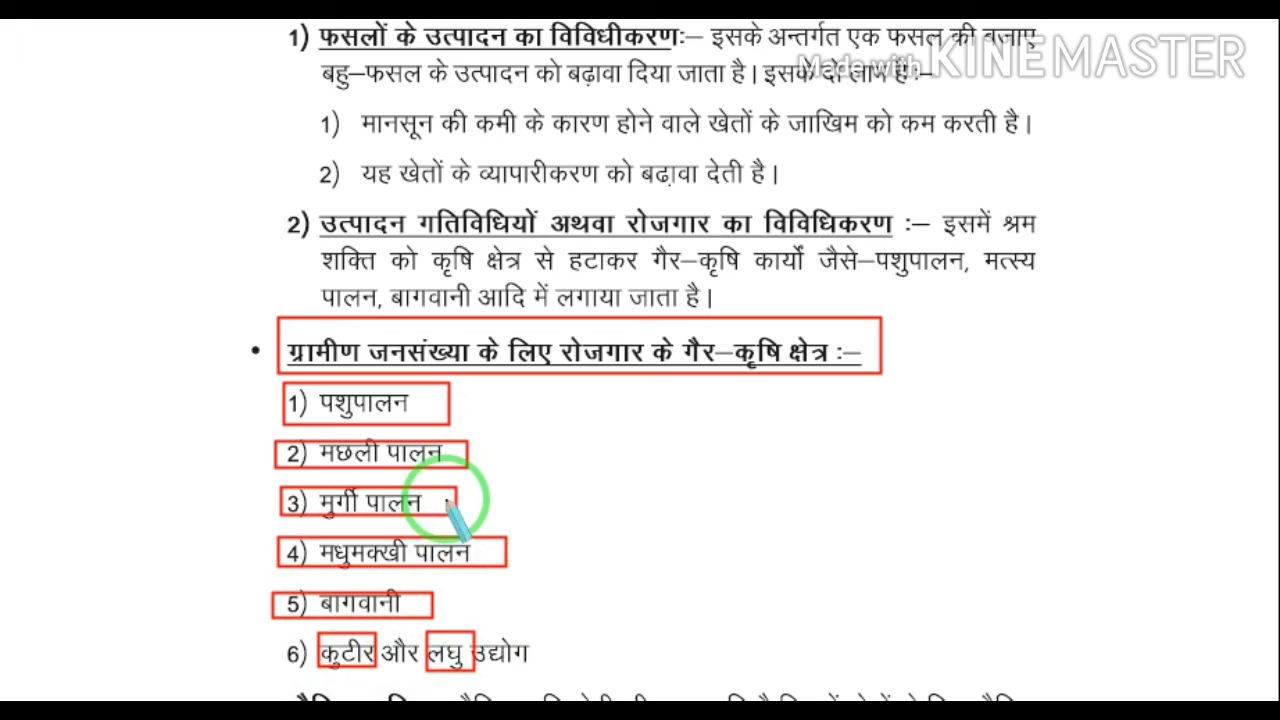 1) फसलों के उत्पादन का विविधीकरणः– इसके अन्तर्गत एक फसल की बजाए
Made with KINEMASTER
बहु–फसल के उत्पादन को बढ़ावा दिया जाता है। इसके दो लाभ है :–
1) मानसून की कमी के कारण होने वाले खेतों के जाखिम को कम करती है।
2) यह खेतों के व्यापारीकरण को बढा़वा देती है।
2) उत्पादन गतिविधियों अथवा रोजगार का विविधिकरण :– इसमें श्रम
शक्ति को कृषि क्षेत्र से हटाकर गैर–कृषि कार्यों जैसे–पशुपालन, मत्स्य
पालन, बागवानी आदि में लगाया जाता है।
• ग्रामीण जनसंख्या के लिए रोजगार के गैर–कृषि क्षेत्र :–
1) पशुपालन
2) मछली पालन
3) मुर्गी पालन
4) मधुमक्खी पालन
5) बागवानी
6) कुटीर और लघु उद्योग